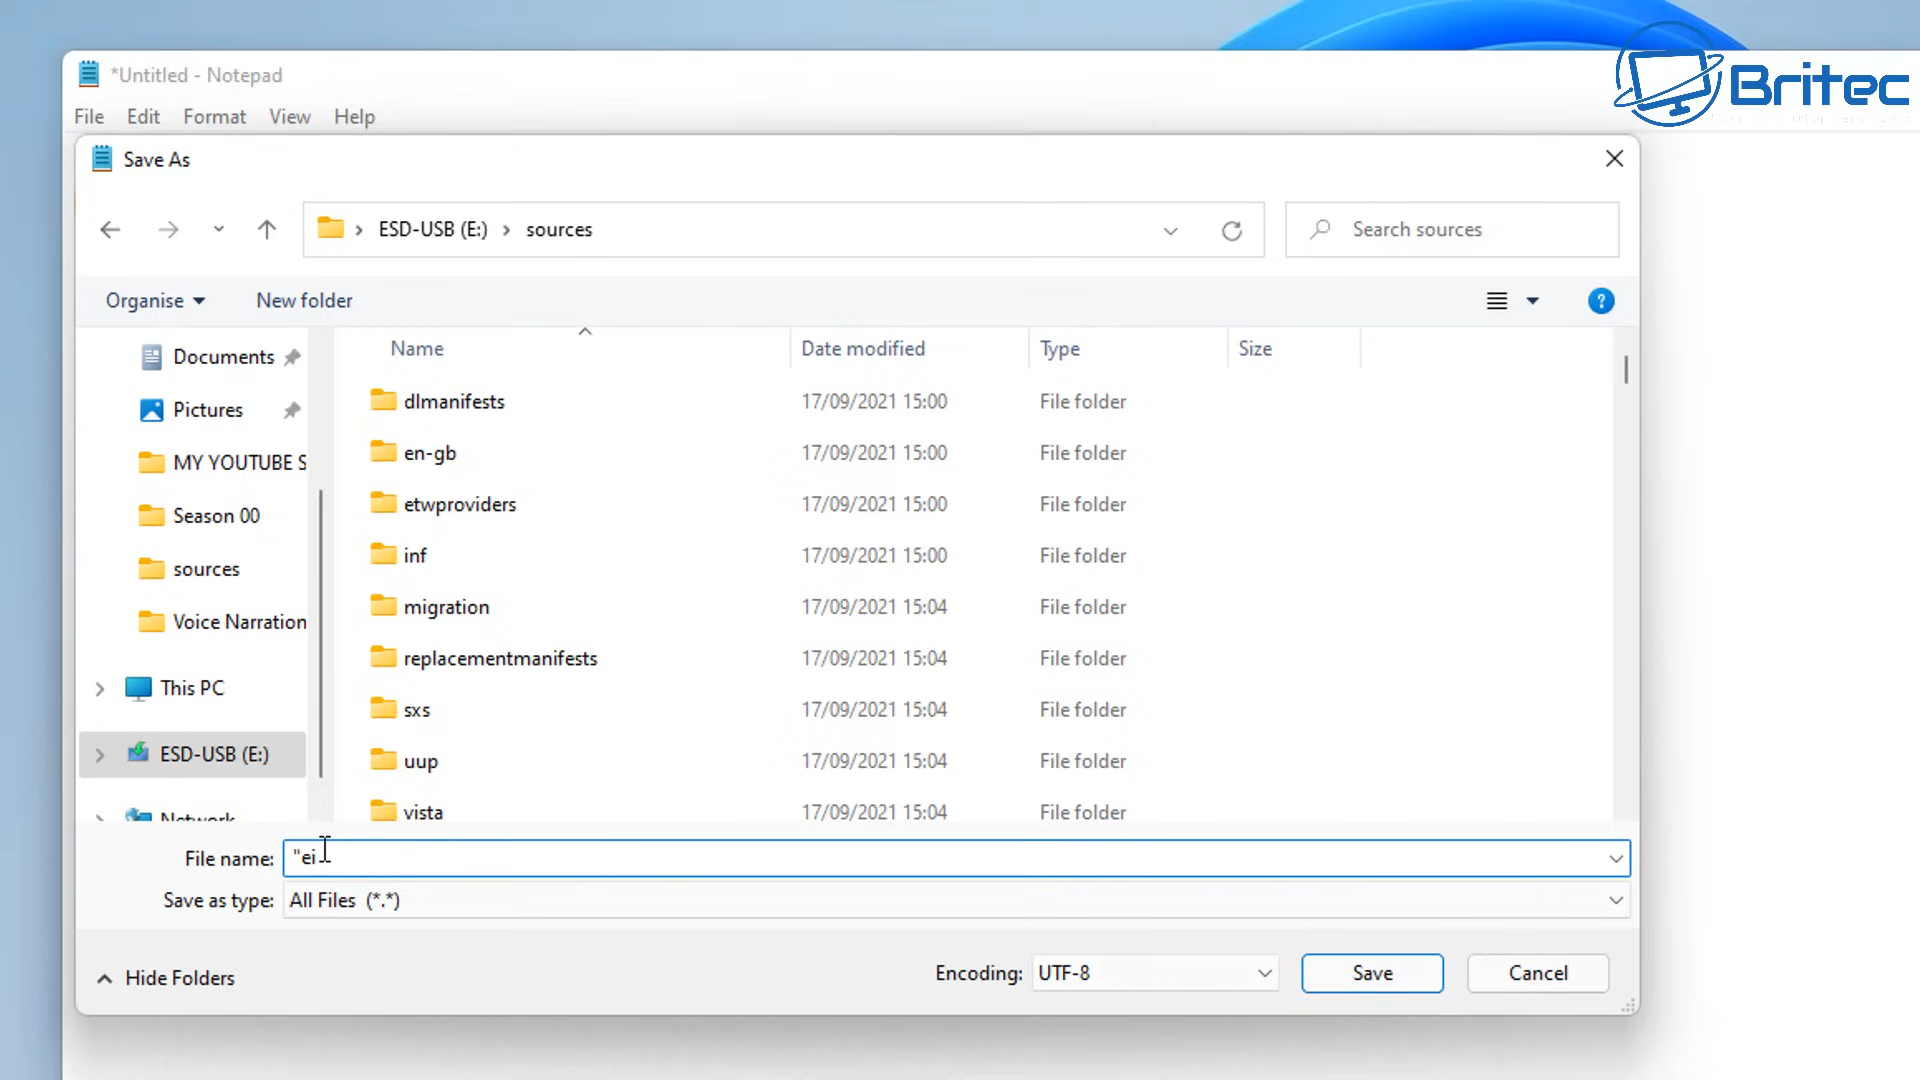 *Untitled - Notepad
Britec
File Edit Format View Help
Save As
ESD-USB (E:) sources
Search sources
Organise New folder
?
Name Date modified Type Size
Documents
Pictures
MY YOUTUBE S
Season 00
sources
Voice Narration
This PC
ESD-USB (E:)
Network
dlmanifests 17/09/2021 15:00 File folder
en-gb 17/09/2021 15:00 File folder
etwproviders 17/09/2021 15:00 File folder
inf 17/09/2021 15:00 File folder
migration 17/09/2021 15:04 File folder
replacementmanifests 17/09/2021 15:04 File folder
sxs 17/09/2021 15:04 File folder
uup 17/09/2021 15:04 File folder
vista 17/09/2021 15:04 File folder
File name: "ei
Save as type: All Files (*.*)
Hide Folders
Encoding: UTF-8 Save Cancel